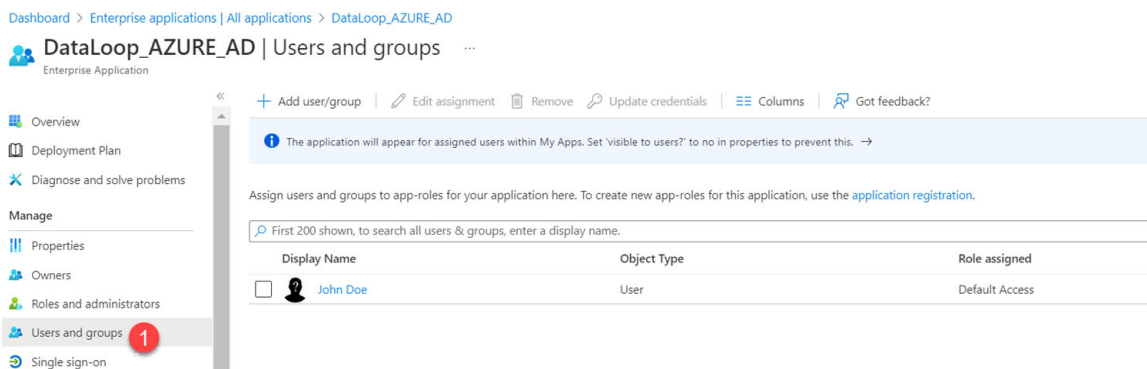 Dashboard > Enterprise applications | All applications > DataLoop_AZURE_AD
DataLoop_AZURE_AD | Users and groups ...
Enterprise Application
«
Overview
Deployment Plan
Diagnose and solve problems
Manage
Properties
Owners
Roles and administrators
Users and groups 1
Single sign-on
+ Add user/group | Edit assignment Remove Update credentials | Columns | Got feedback?
The application will appear for assigned users within My Apps. Set 'visible to users?' to no in properties to prevent this. →
Assign users and groups to app-roles for your application here. To create new app-roles for this application, use the application registration.
First 200 shown, to search all users & groups, enter a display name.
Display Name Object Type Role assigned
John Doe User Default Access